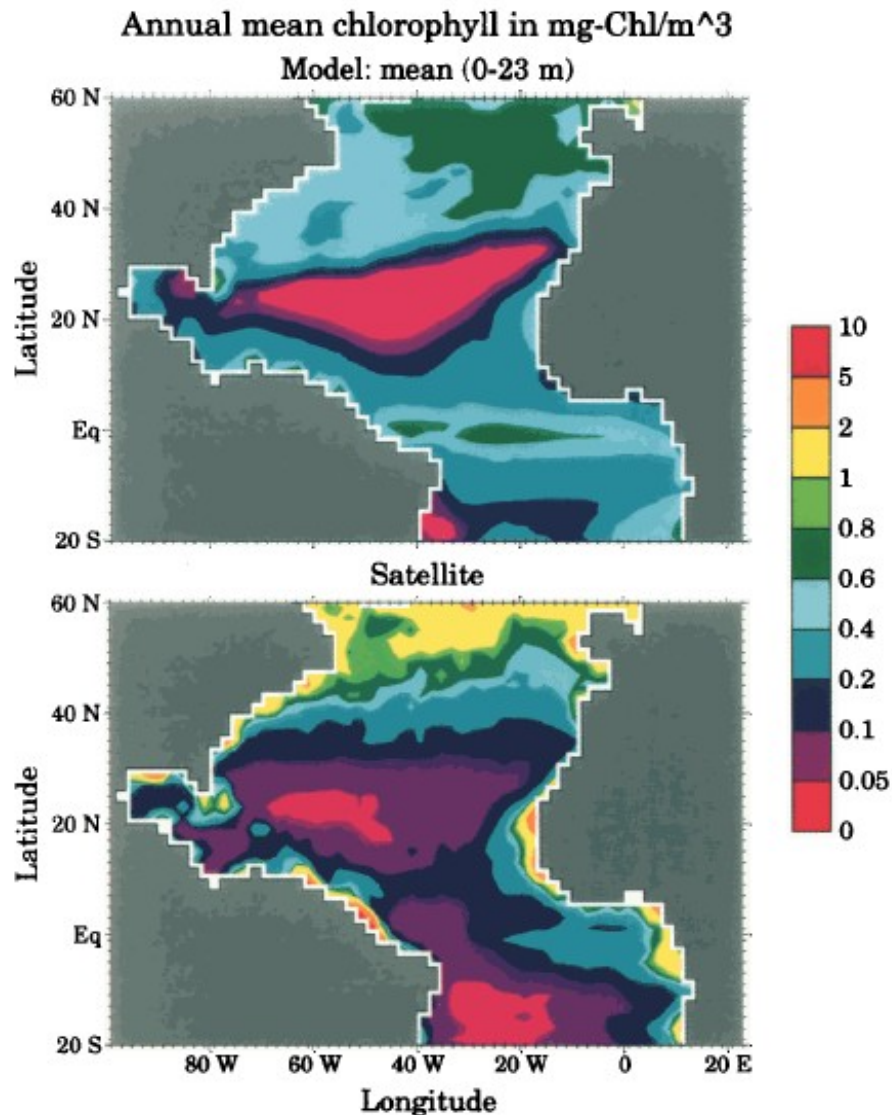 Annual mean chlorophyll in mg-Chl/m^3
Model: mean (0-23 m)
60 N
40 N
20 N
Eq
20 S
Latitude
Satellite
60 N
40 N
20 N
Eq
20 S
Latitude
80 W 60 W 40 W 20 W 0 20 E
Longitude
10
5
2
1
0.8
0.6
0.4
0.2
0.1
0.05
0